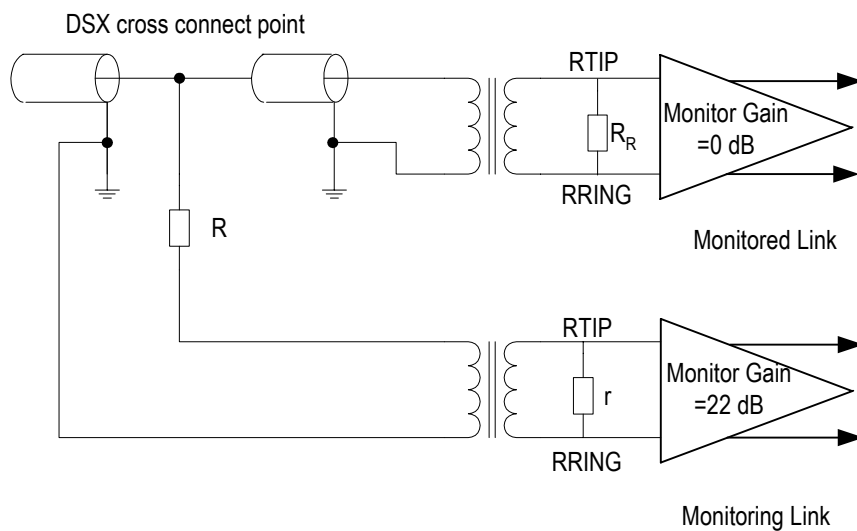 DSX cross connect point
RTIP
Monitor Gain
=0 dB
RR
RRING
Monitored Link
R
RTIP
Monitor Gain
=22 dB
r
RRING
Monitoring Link